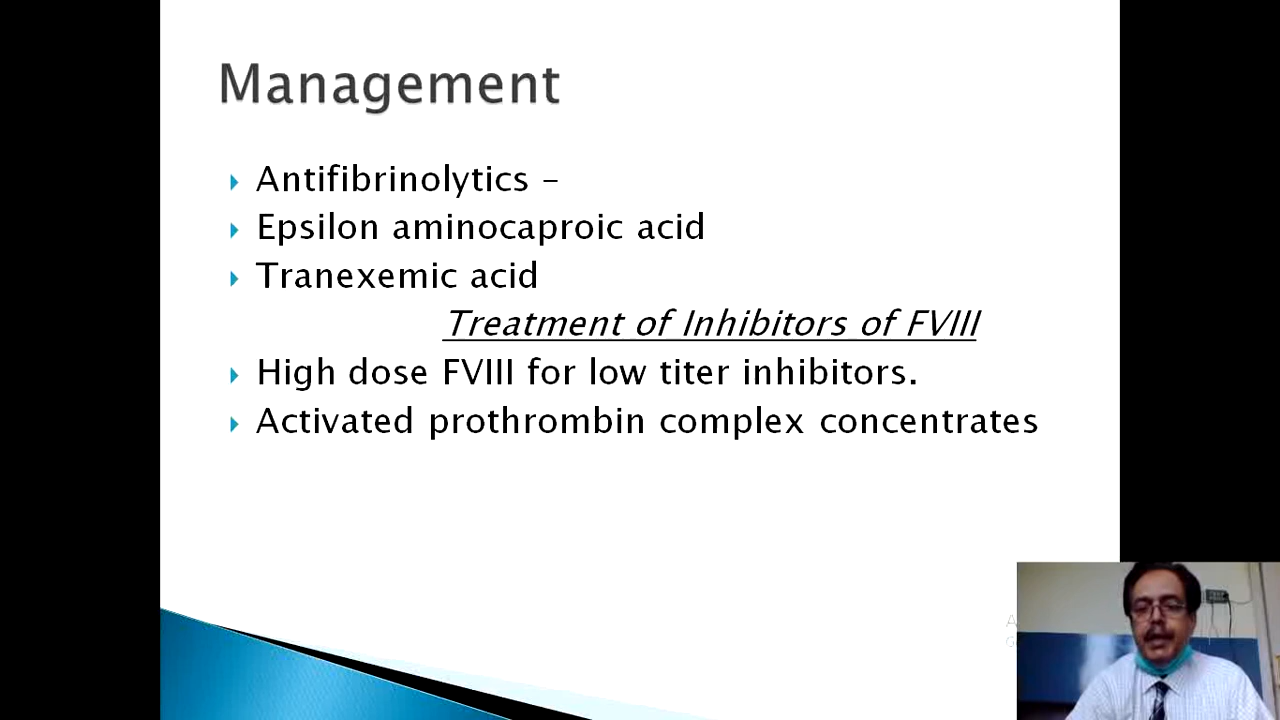 Management
Antifibrinolytics –
Epsilon aminocaproic acid
Tranexemic acid
Treatment of Inhibitors of FVIII
High dose FVIII for low titer inhibitors.
Activated prothrombin complex concentrates